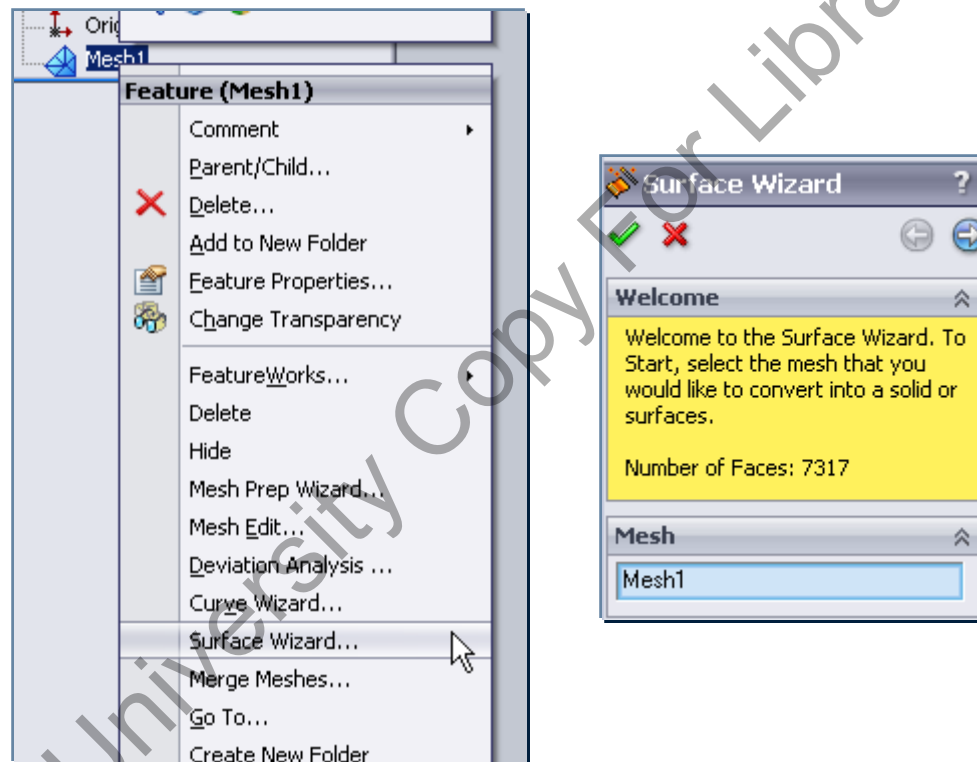 Orig
Mesh1
Feature (Mesh1)
Comment
Parent/Child...
Delete...
Add to New Folder
Feature Properties...
Change Transparency
FeatureWorks...
Delete
Hide
Mesh Prep Wizard...
Mesh Edit...
Deviation Analysis ...
Curve Wizard...
Surface Wizard...
Merge Meshes...
Go To...
Create New Folder
Surface Wizard ?
Welcome
Welcome to the Surface Wizard. To
Start, select the mesh that you
would like to convert into a solid or
surfaces.
Number of Faces: 7317
Mesh
Mesh1
University Copy For Libra